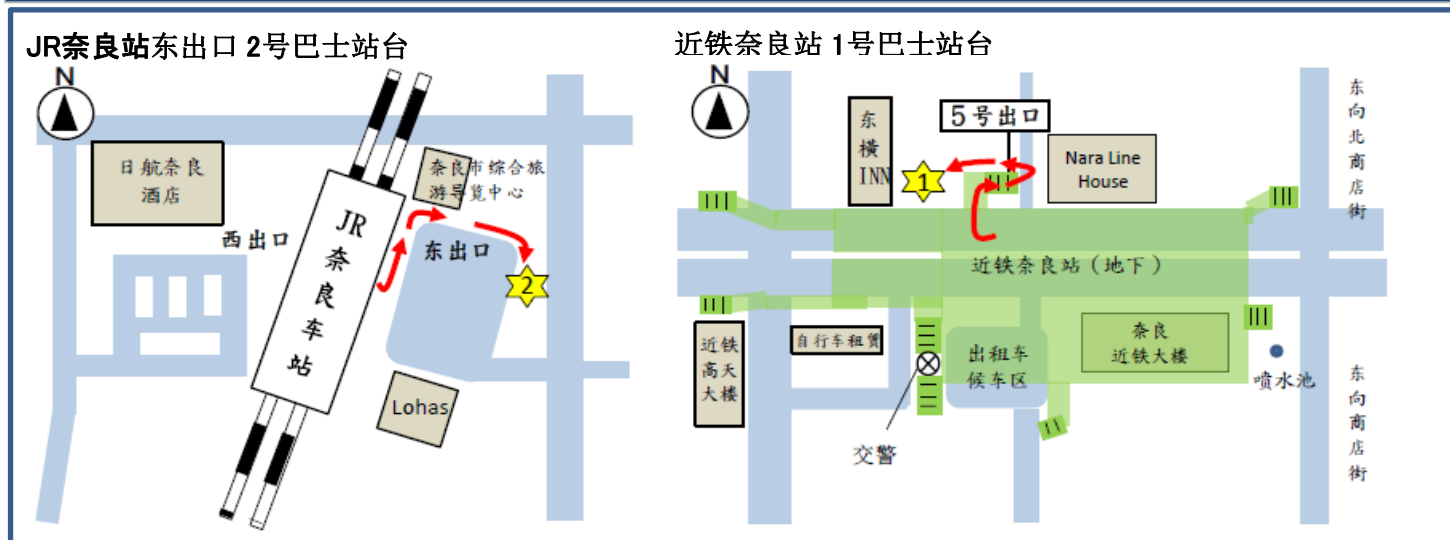 JR奈良站东出口 2号巴士站台
N
日航奈良
酒店
西出口
JR
奈
良
车
站
奈良市综合旅
游导览中心
东出口
2
Lohas
近铁奈良站 1号巴士站台
N
东
横
INN
5号出口
1
Nara Line
House
东
向
北
商
店
街
近铁奈良站（地下）
近铁
高天
大楼
自行车租赁
出租车
候车区
奈良
近铁大楼
喷水池
交警
东
向
商
店
街